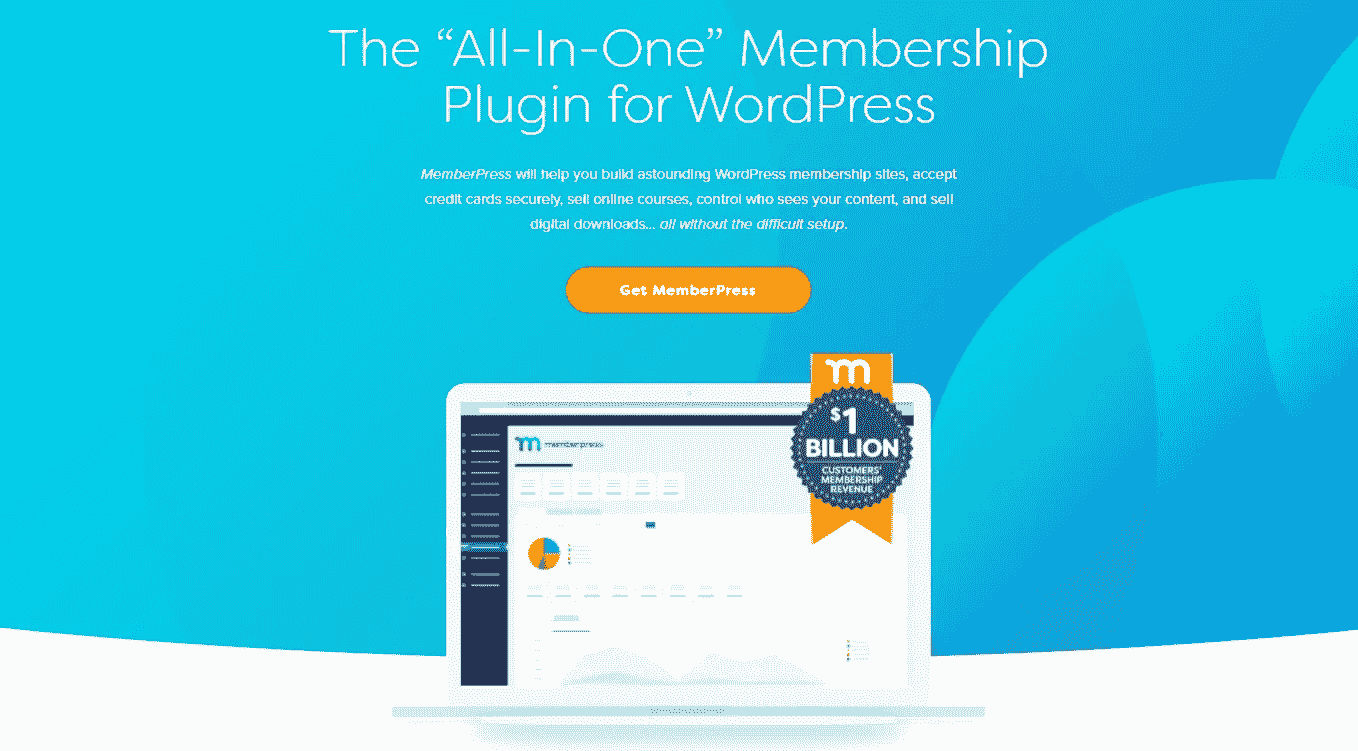 The “All-In-One” Membership
Plugin for WordPress
MemberPress will help you build astounding WordPress membership sites, accept
credit cards securely, sell online courses, control who sees your content, and sell
digital downloads... all without the difficult setup.
Get MemberPress
m
$1
BILLION
CUSTOMERS'
MEMBERSHIP
REVENUE
m memberpress